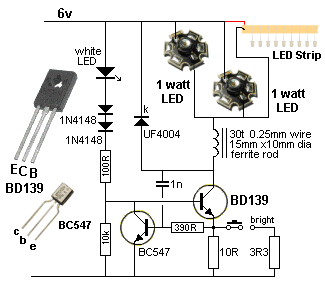 6v
white
LED
1 watt
LED
LED Strip
1 watt
LED
k
1N4148
1N4148
UF4004
30t 0.25mm wire
15mm x10mm dia
ferrite rod
E C B
BD139
100R
1n
BD139
BC547
c
b
e
10k
BC547
390R
bright
10R
3R3